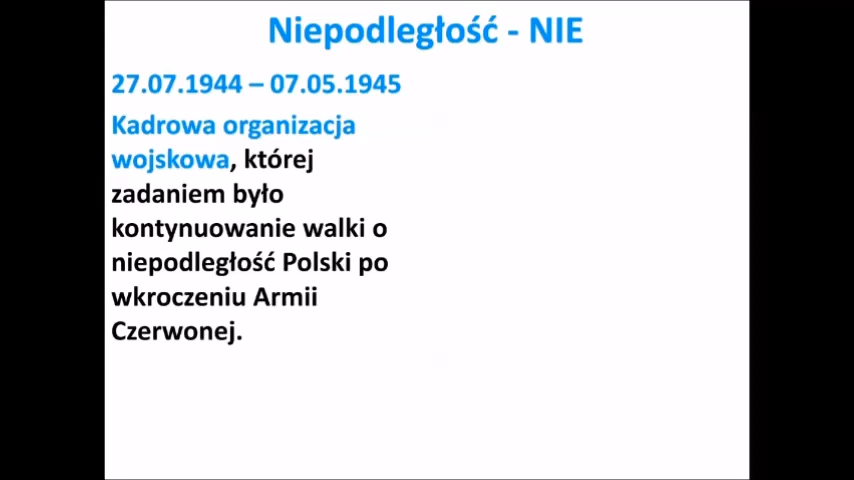 Niepodległość - NIE
27.07.1944 – 07.05.1945
Kadrowa organizacja
wojskowa, której
zadaniem było
kontynuowanie walki o
niepodległość Polski po
wkroczeniu Armii
Czerwonej.